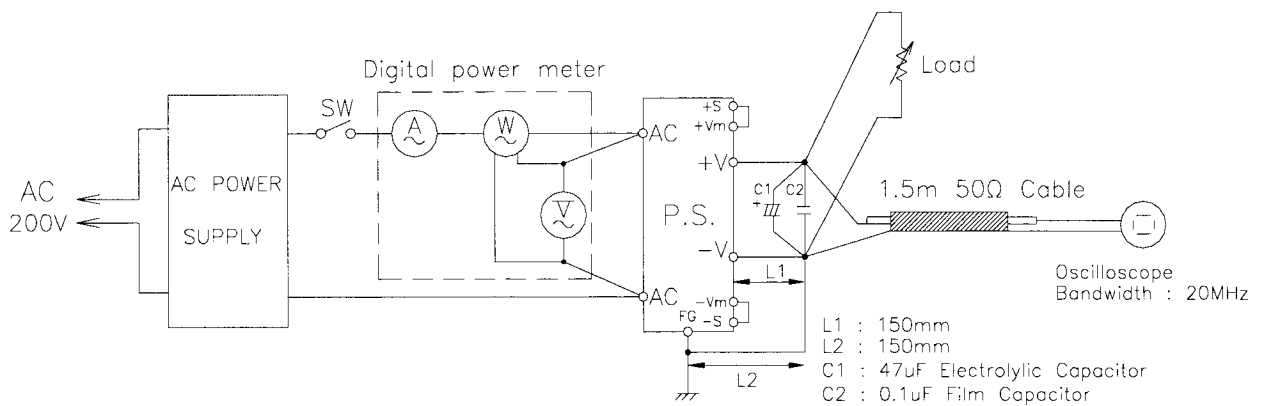 Digital power meter
SW
A
W
V
AC
200V
AC POWER
SUPPLY
AC
AC
P.S.
+S
+Vm
+V
-V
-Vm
-S
FG
C1
+
C2
L1
L2
Load
1.5m 50Ω Cable
Oscilloscope
Bandwidth : 20MHz
L1 : 150mm
L2 : 150mm
C1 : 47uF Electrolylic Capacitor
C2 : 0.1uF Film Capacitor